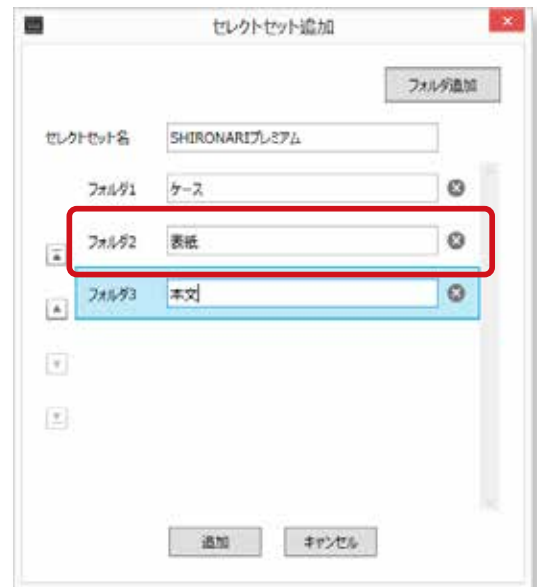 セレクトセット追加
フォルダ追加
セレクトセット名 SHIRONARIプレミアム
フォルダ1 ケース
フォルダ2 表紙
フォルダ3 本文
追加 キャンセル